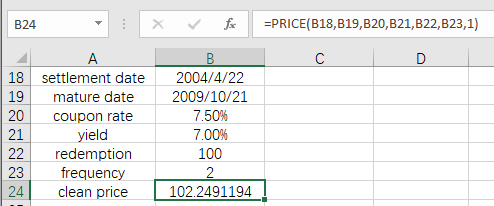 B24 fx =PRICE(B18,B19,B20,B21,B22,B23,1)
A B C D
18 settlement date 2004/4/22
19 mature date 2009/10/21
20 coupon rate 7.50%
21 yield 7.00%
22 redemption 100
23 frequency 2
24 clean price 102.2491194